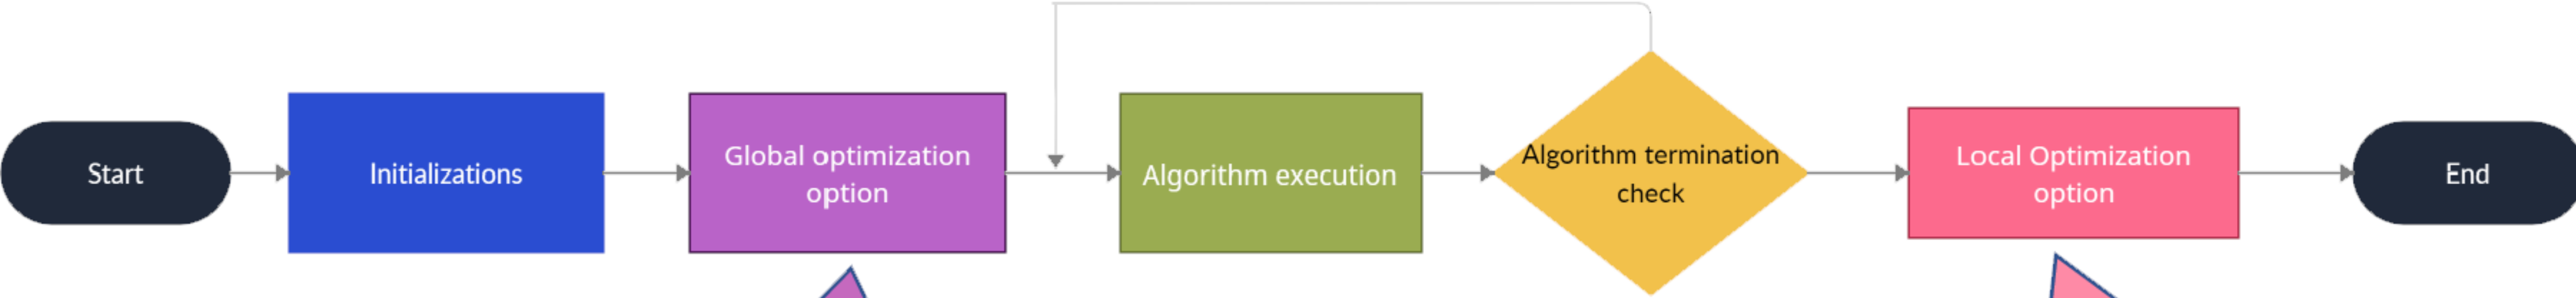 Start
Initializations
Global optimization
option
Algorithm execution
Algorithm termination
check
Local Optimization
option
End